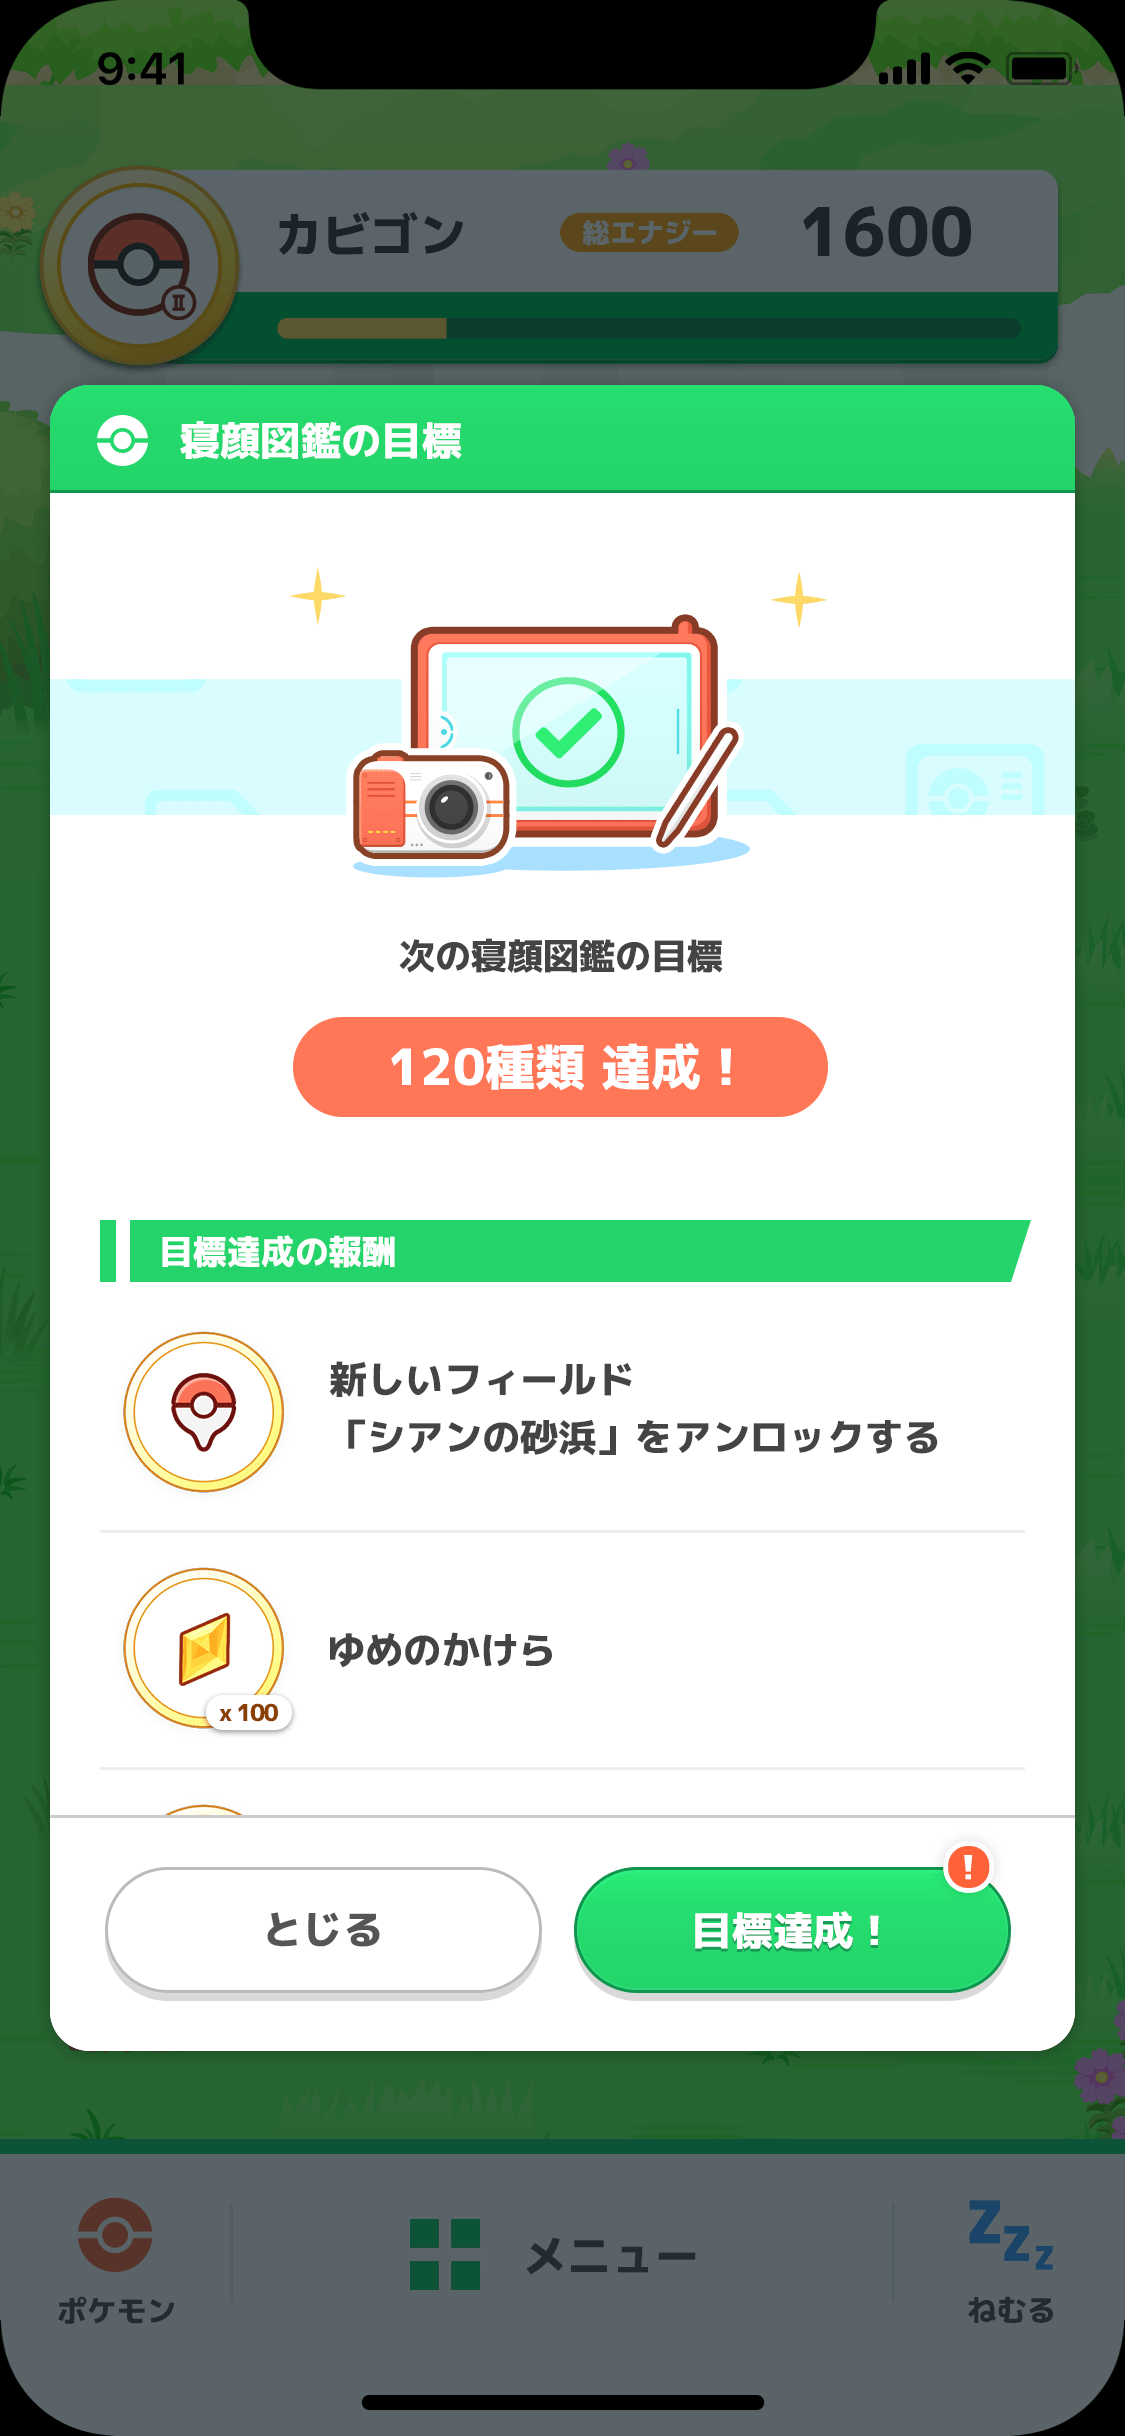 9:41
カビゴン
総エナジー
1600
II
寝顔図鑑の目標
次の寝顔図鑑の目標
120種類 達成！
目標達成の報酬
新しいフィールド
「シアンの砂浜」をアンロックする
ゆめのかけら
x 100
!
とじる
目標達成！
ポケモン
メニュー
zzz
ねむる